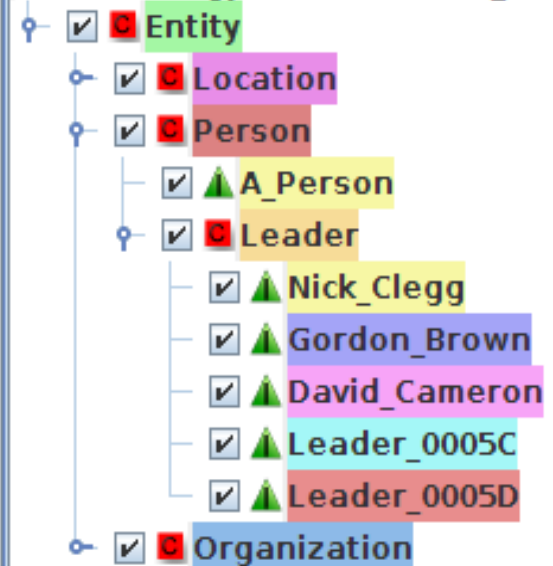 C Entity
C Location
C Person
A_Person
C Leader
Nick_Clegg
Gordon_Brown
David_Cameron
Leader_0005C
Leader_0005D
C Organization